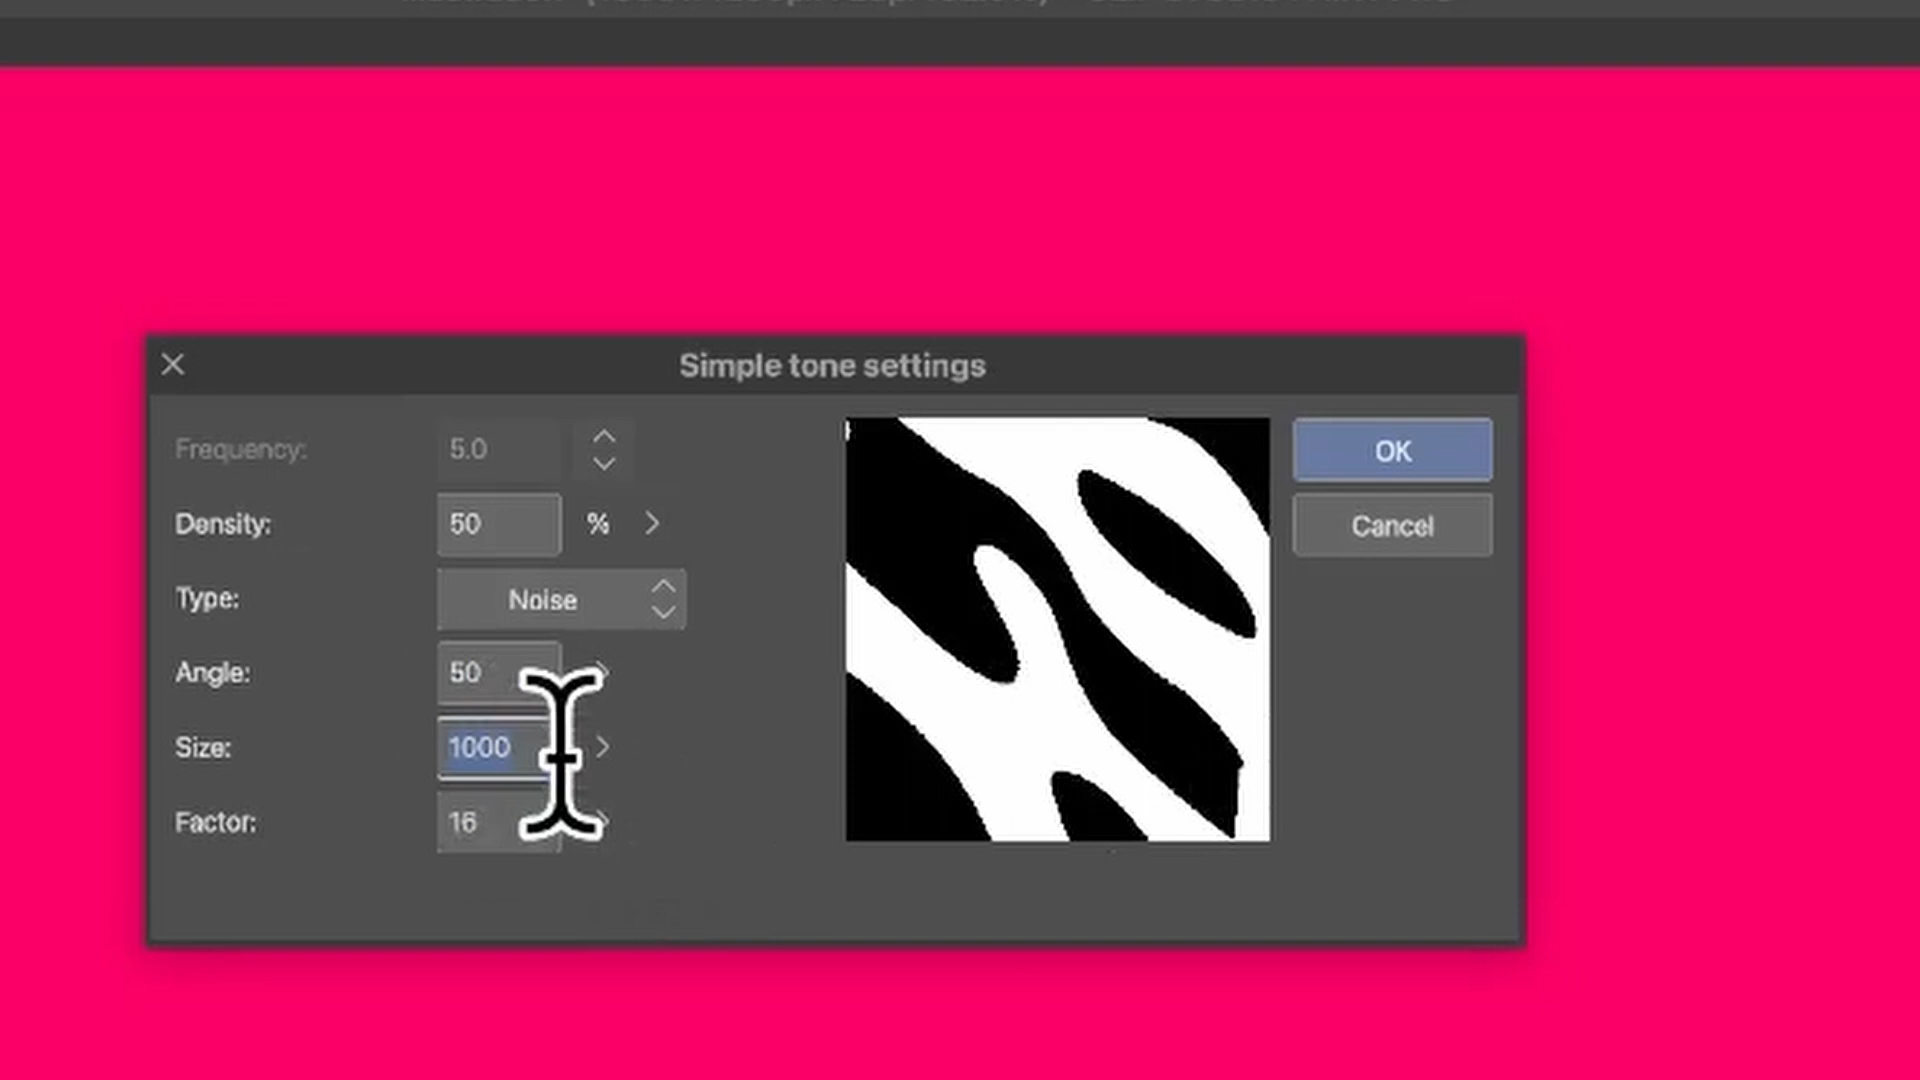 Simple tone settings
Frequency: 5.0
Density: 50 %
Type: Noise
Angle: 50
Size: 1000
Factor: 16
OK
Cancel